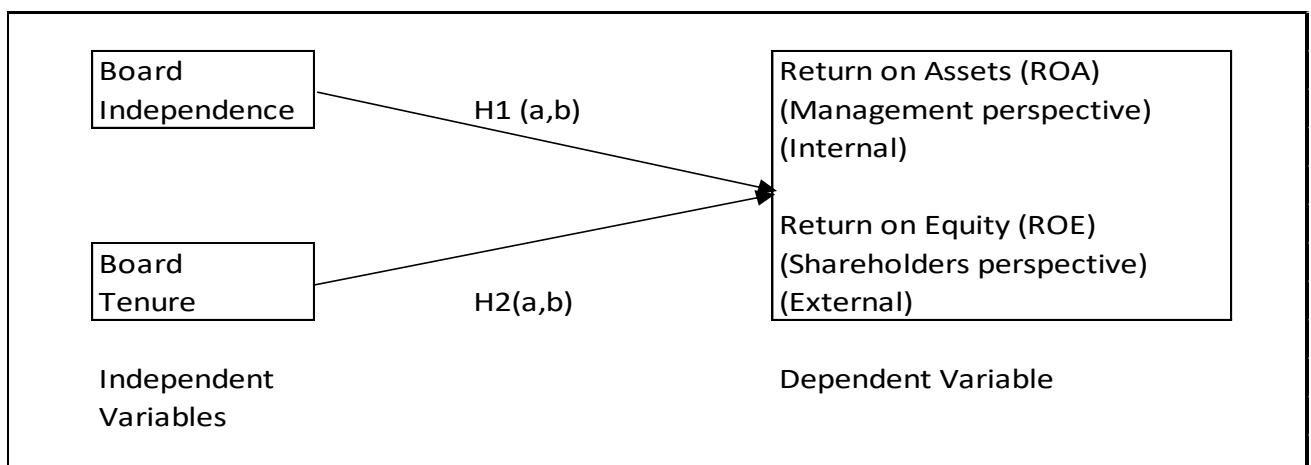 Board
Independence
H1 (a,b)
Return on Assets (ROA)
(Management perspective)
(Internal)
Return on Equity (ROE)
(Shareholders perspective)
(External)
Board
Tenure
H2(a,b)
Independent
Variables
Dependent Variable